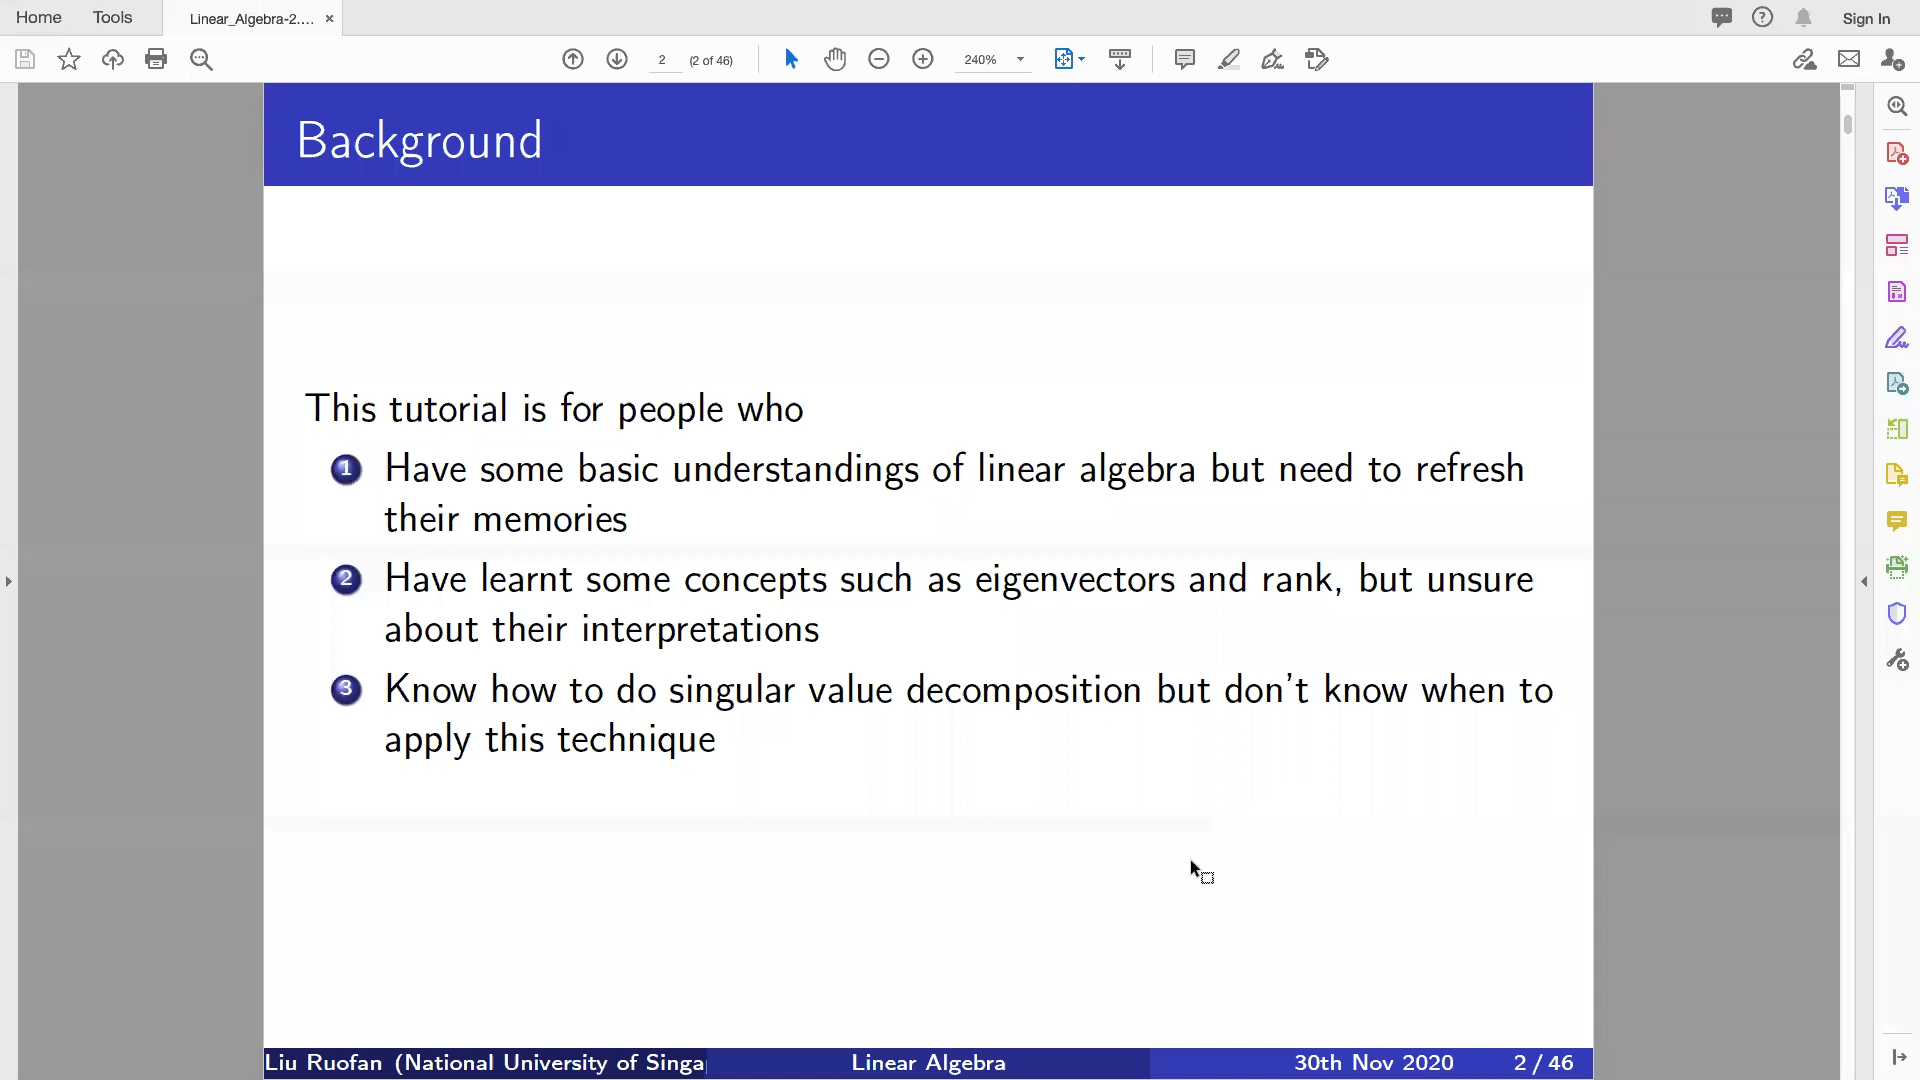 Home Tools Linear_Algebra-2.... × Sign In
2 (2 of 46) 240%
Background
This tutorial is for people who
1 Have some basic understandings of linear algebra but need to refresh
their memories
2 Have learnt some concepts such as eigenvectors and rank, but unsure
about their interpretations
3 Know how to do singular value decomposition but don't know when to
apply this technique
Liu Ruofan (National University of Singa Linear Algebra 30th Nov 2020 2 / 46